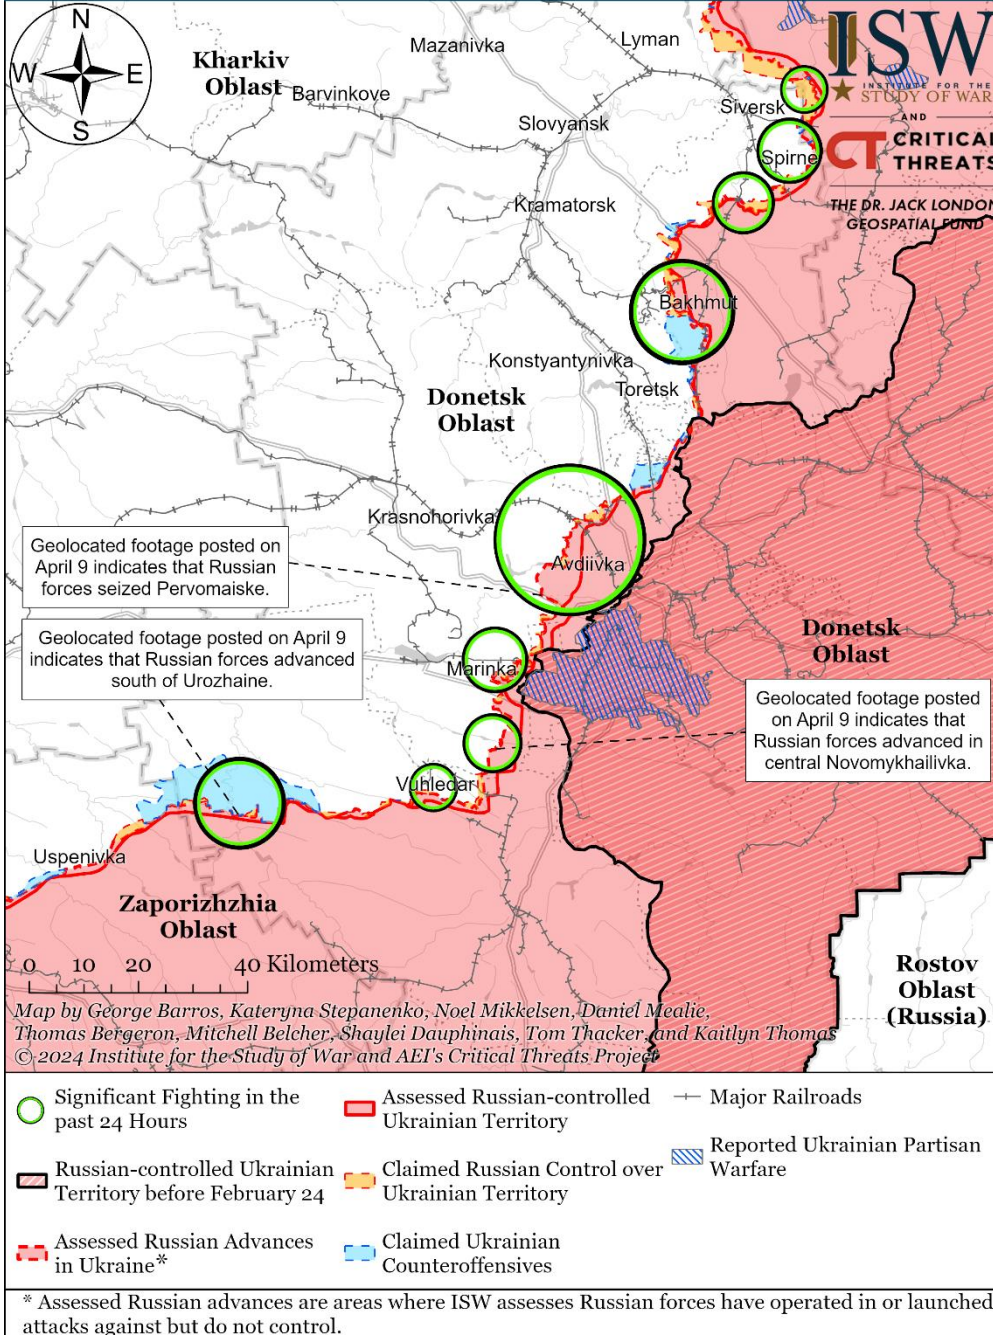 N
W
E
S
Kharkiv
Oblast
Mazanivka
Lyman
Barvinkove
Slovyansk
Siversk
Spirne
Kramatorsk
ISW
INSTITUTE FOR THE
STUDY OF WAR
AND
CT
CRITICAL
THREATS
THE DR. JACK LONDON
GEOSPATIAL FUND
Bakhmut
Konstyantynivka
Toretsk
Donetsk
Oblast
Krasnohorivka
Avdiivka
Geolocated footage posted on
April 9 indicates that Russian
forces seized Pervomaiske.
Geolocated footage posted on April 9
indicates that Russian forces advanced
south of Urozhaine.
Marinka
Donetsk
Oblast
Geolocated footage posted
on April 9 indicates that
Russian forces advanced in
central Novomykhailivka.
Vuhledar
Uspenivka
Zaporizhzhia
Oblast
Rostov
Oblast
(Russia)
0 10 20 40 Kilometers
Map by George Barros, Kateryna Stepanenko, Noel Mikkelsen, Daniel Mealie,
Thomas Bergeron, Mitchell Belcher, Shaylei Dauphinais, Tom Thacker, and Kaitlyn Thomas
© 2024 Institute for the Study of War and AEI's Critical Threats Project
Significant Fighting in the
past 24 Hours
Russian-controlled Ukrainian
Territory before February 24
Assessed Russian Advances
in Ukraine*
Assessed Russian-controlled
Ukrainian Territory
Claimed Russian Control over
Ukrainian Territory
Claimed Ukrainian
Counteroffensives
Major Railroads
Reported Ukrainian Partisan
Warfare
* Assessed Russian advances are areas where ISW assesses Russian forces have operated in or launched
attacks against but do not control.